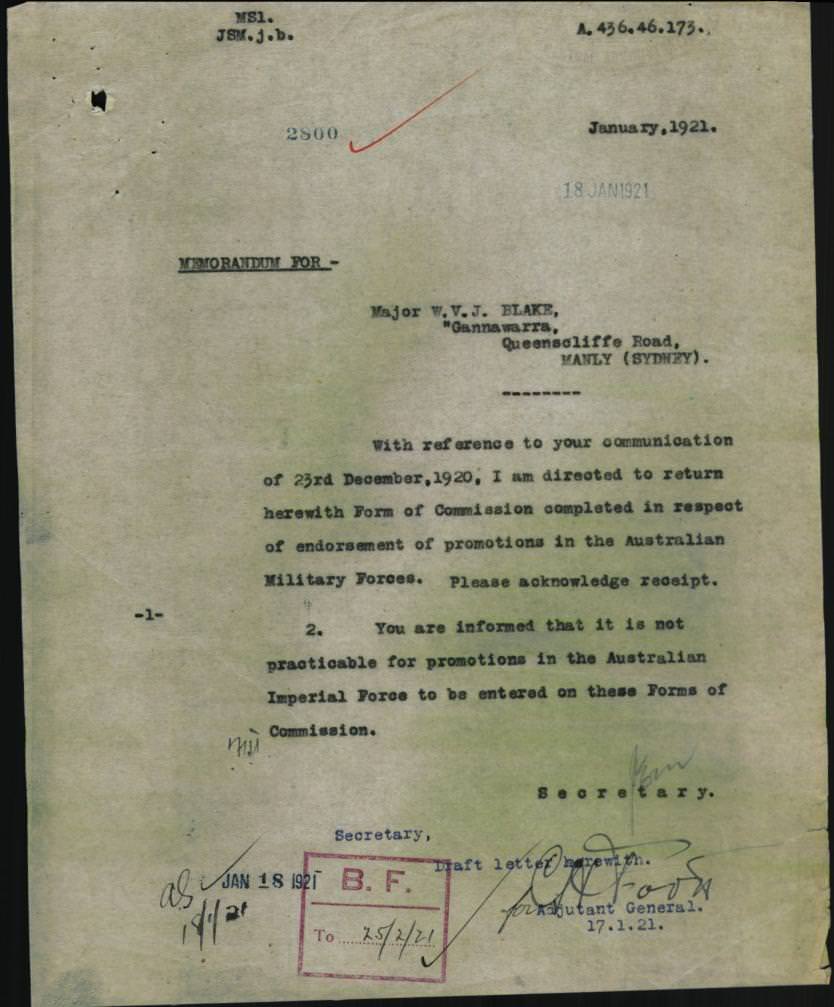 MS1.
JSM.j.b.
A.436.46.173.
2800
January,1921.
18 JAN 1921
MEMORANDUM FOR -
Major W.V.J. BLAKE,
"Gannawarra,
Queenscliffe Road,
MANLY (SYDNEY).
--------
With reference to your communication
of 23rd December,1920, I am directed to return
herewith Form of Commission completed in respect
of endorsement of promotions in the Australian
Military Forces. Please acknowledge receipt.
-1-
2. You are informed that it is not
practicable for promotions in the Australian
Imperial Force to be entered on these Forms of
Commission.
Secretary.
Secretary,
Draft letter herewith.
JAN 18 1921
B. F.
18/1/21
To 25/2/21
for
Adjutant General.
17.1.21.